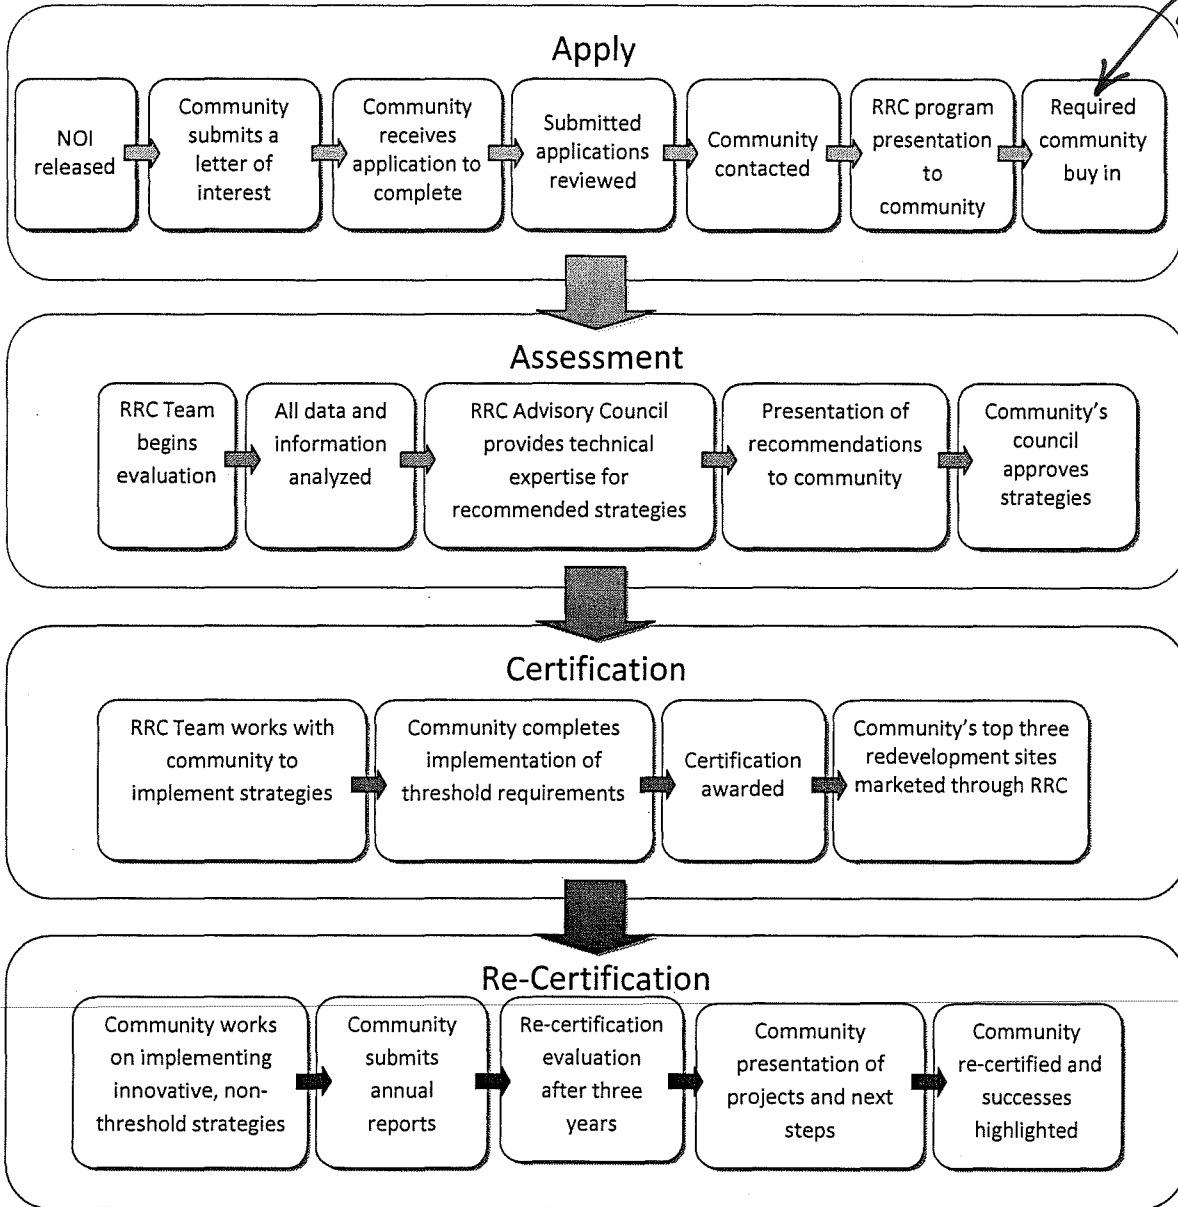 Apply
NOI
released
Community
submits a
letter of
interest
Community
receives
application to
complete
Submitted
applications
reviewed
Community
contacted
RRC program
presentation
to
community
Required
community
buy in
Assessment
RRC Team
begins
evaluation
All data and
information
analyzed
RRC Advisory Council
provides technical
expertise for
recommended strategies
Presentation of
recommendations
to community
Community's
council
approves
strategies
Certification
RRC Team works with
community to
implement strategies
Community completes
implementation of
threshold requirements
Certification
awarded
Community's top three
redevelopment sites
marketed through RRC
Re-Certification
Community works
on implementing
innovative, non-
threshold strategies
Community
submits
annual
reports
Re-certification
evaluation
after three
years
Community
presentation of
projects and next
steps
Community
re-certified and
successes
highlighted